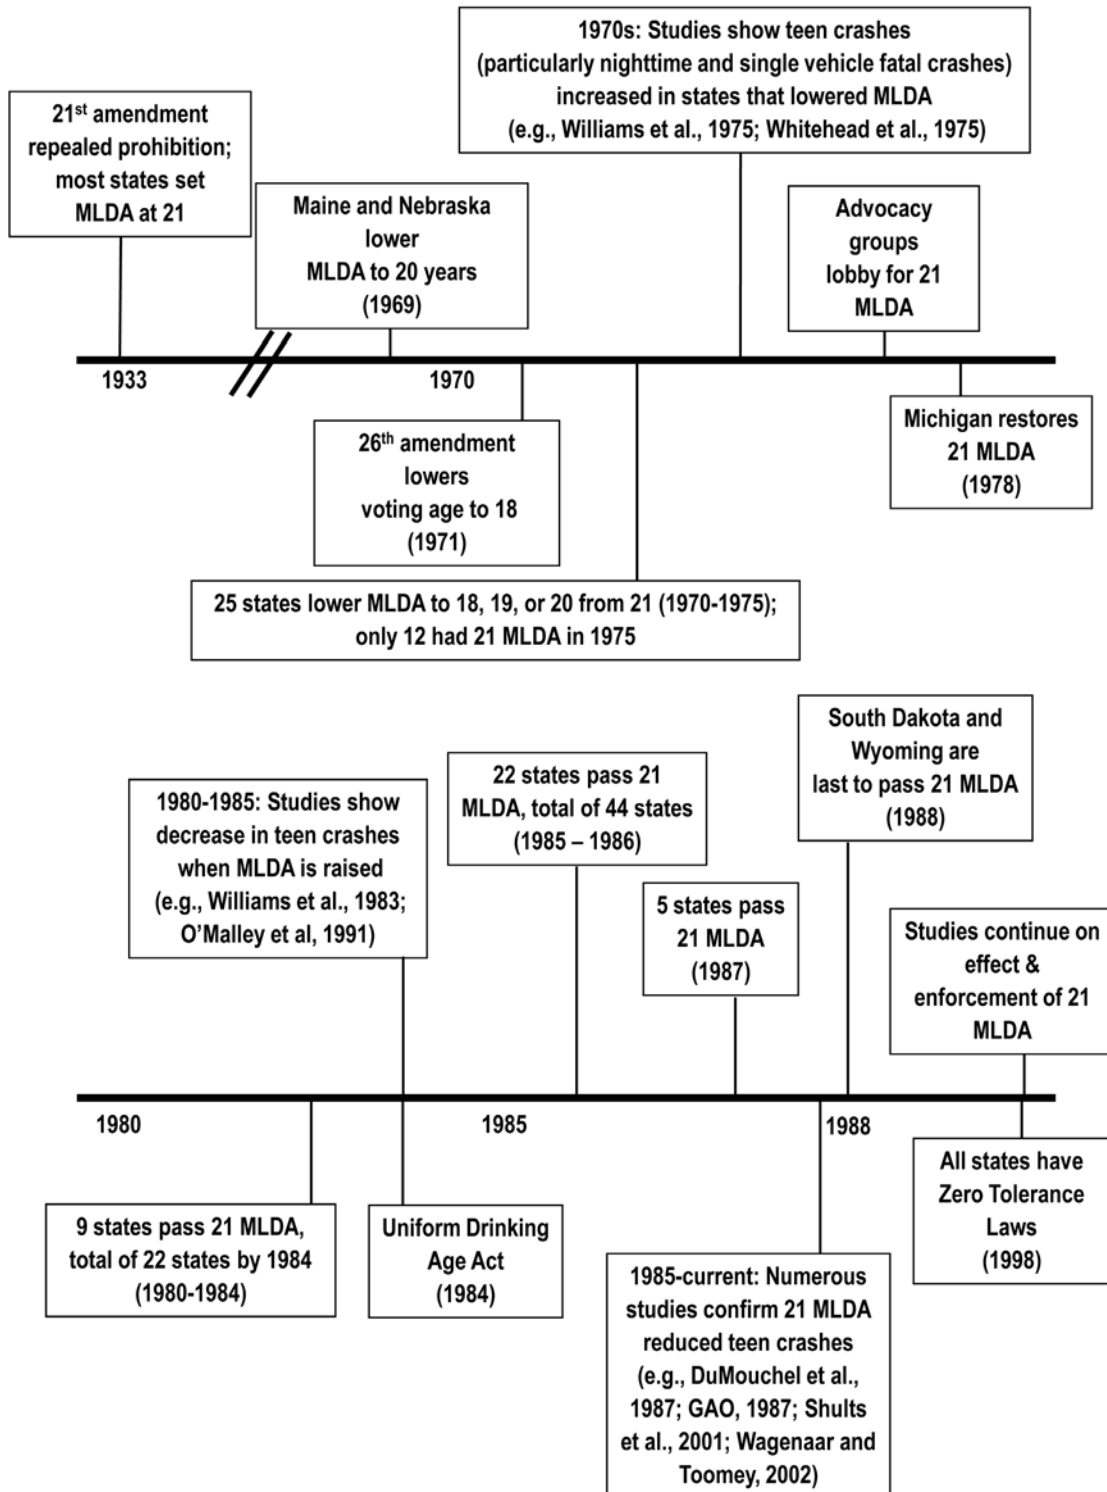 21st amendment
repealed prohibition;
most states set
MLDA at 21
Maine and Nebraska
lower
MLDA to 20 years
(1969)
1970s: Studies show teen crashes
(particularly nighttime and single vehicle fatal crashes)
increased in states that lowered MLDA
(e.g., Williams et al., 1975; Whitehead et al., 1975)
Advocacy
groups
lobby for 21
MLDA
1933
1970
26th amendment
lowers
voting age to 18
(1971)
25 states lower MLDA to 18, 19, or 20 from 21 (1970-1975);
only 12 had 21 MLDA in 1975
Michigan restores
21 MLDA
(1978)
1980-1985: Studies show
decrease in teen crashes
when MLDA is raised
(e.g., Williams et al., 1983;
O’Malley et al, 1991)
22 states pass 21
MLDA, total of 44 states
(1985 – 1986)
5 states pass
21 MLDA
(1987)
South Dakota and
Wyoming are
last to pass 21 MLDA
(1988)
Studies continue on
effect &
enforcement of 21
MLDA
1980
1985
1988
9 states pass 21 MLDA,
total of 22 states by 1984
(1980-1984)
Uniform Drinking
Age Act
(1984)
1985-current: Numerous
studies confirm 21 MLDA
reduced teen crashes
(e.g., DuMouchel et al.,
1987; GAO, 1987; Shults
et al., 2001; Wagenaar and
Toomey, 2002)
All states have
Zero Tolerance
Laws
(1998)